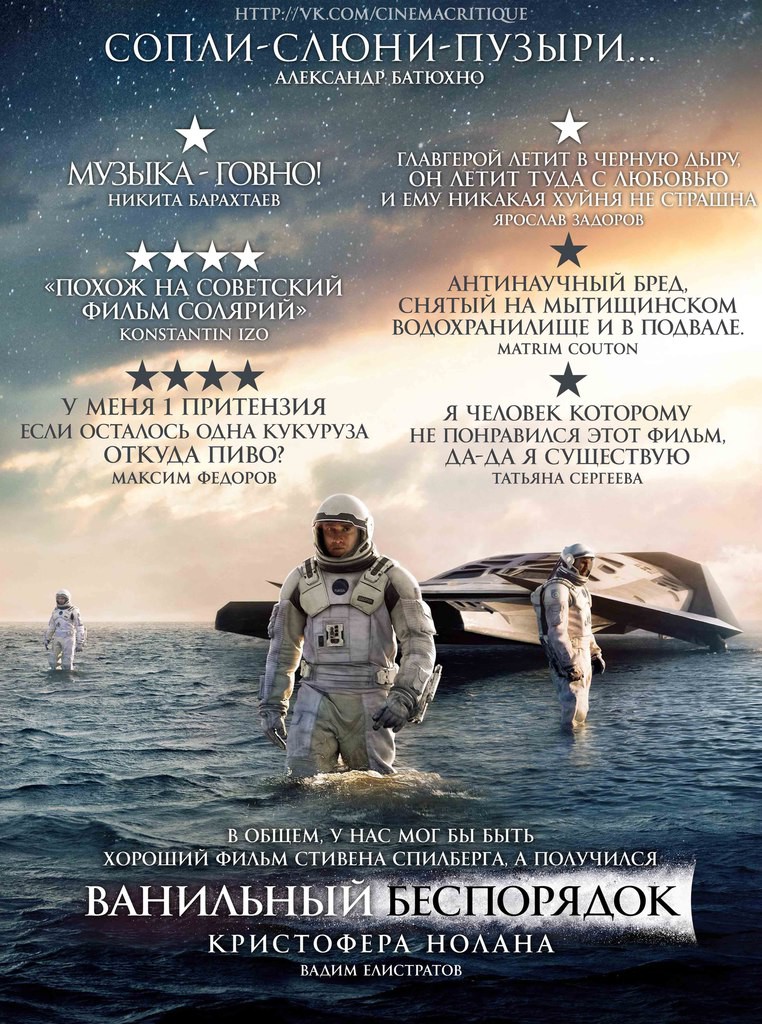 HTTP://VK.COM/CINEMACRITIQUE
СОПЛИ-СЛЮНИ-ПУЗЫРИ...
АЛЕКСАНДР БАТЮХНО
МУЗЫКА - ГОВНО!
НИКИТА БАРАХТАЕВ
ГЛАВГЕРОЙ ЛЕТИТ В ЧЕРНУЮ ДЫРУ,
ОН ЛЕТИТ ТУДА С ЛЮБОВЬЮ
И ЕМУ НИКАКАЯ ХУЙНЯ НЕ СТРАШНА
ЯРОСЛАВ ЗАДОРОВ
«ПОХОЖ НА СОВЕТСКИЙ
ФИЛЬМ СОЛЯРИЙ»
KONSTANTIN IZO
АНТИНАУЧНЫЙ БРЕД,
СНЯТЫЙ НА МЫТИЩИНСКОМ
ВОДОХРАНИЛИЩЕ И В ПОДВАЛЕ.
MATRIM COUTON
У МЕНЯ 1 ПРИТЕНЗИЯ
ЕСЛИ ОСТАЛОСЬ ОДНА КУКУРУЗА
ОТКУДА ПИВО?
МАКСИМ ФЕДОРОВ
Я ЧЕЛОВЕК КОТОРОМУ
НЕ ПОНРАВИЛСЯ ЭТОТ ФИЛЬМ,
ДА-ДА Я СУЩЕСТВУЮ
ТАТЬЯНА СЕРГЕЕВА
В ОБЩЕМ, У НАС МОГ БЫ БЫТЬ
ХОРОШИЙ ФИЛЬМ СТИВЕНА СПИЛБЕРГА, А ПОЛУЧИЛСЯ
ВАНИЛЬНЫЙ БЕСПОРЯДОК
КРИСТОФЕРА НОЛАНА
ВАДИМ ЕЛИСТРАТОВ